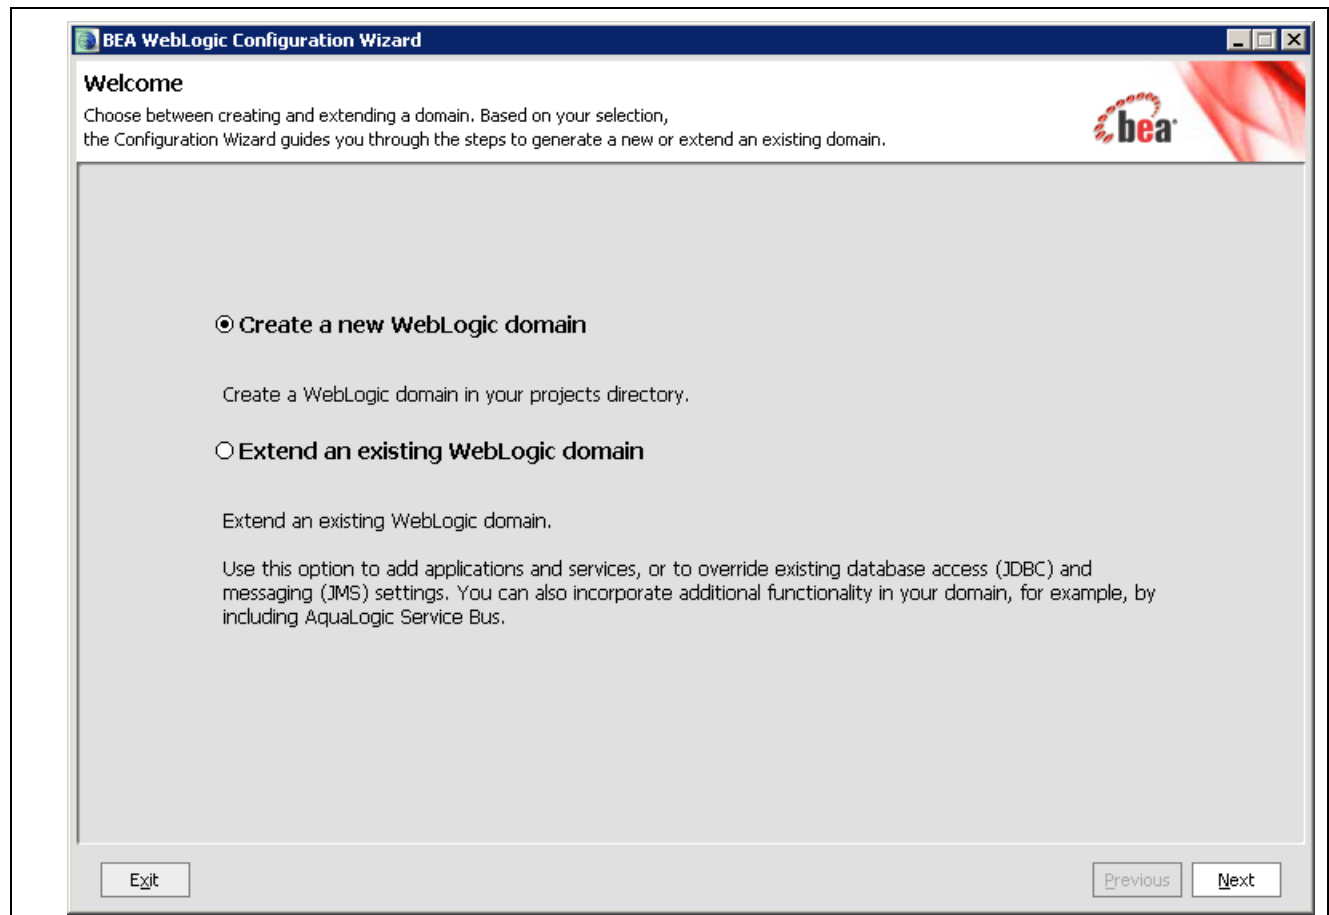 BEA WebLogic Configuration Wizard
Welcome
Choose between creating and extending a domain. Based on your selection,
the Configuration Wizard guides you through the steps to generate a new or extend an existing domain.
bea
Create a new WebLogic domain
Create a WebLogic domain in your projects directory.
Extend an existing WebLogic domain
Extend an existing WebLogic domain.
Use this option to add applications and services, or to override existing database access (JDBC) and
messaging (JMS) settings. You can also incorporate additional functionality in your domain, for example, by
including AquaLogic Service Bus.
Exit
Previous
Next